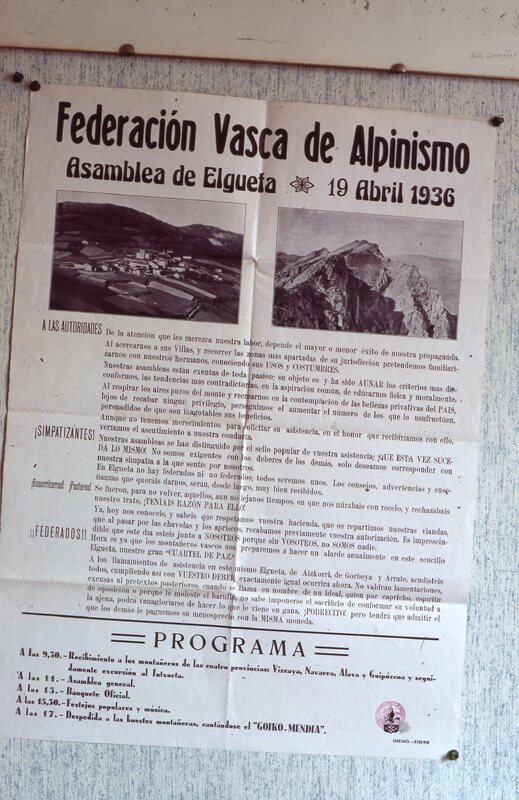 Federación Vasca de Alpinismo
Asamblea de Elgueta 19 Abril 1936
A LAS AUTORIDADES De la atención que les merezca nuestra labor, depende el mayor o menor éxito de nuestra propaganda.
Al acercarnos a sus Villas, y recorrer las zonas mas apartadas de su jurisdicción pretendemos familiari-
zarnos con nuestros hermanos, conociendo sus USOS Y COSTUMBRES.
Nuestras asambleas están exentas de toda pasión; su objeto es y ha sido AUNAR los criterios mas dis-
conformes, las tendencias mas contradictorias, en la aspiración común, de educarnos física y moralmente.
Al respirar los aires puros del monte y recrearnos en la contemplación de las bellezas privativas del PAIS,
lejos de recabar ningun privilegio, perseguimos el aumentar el número de los que lo usufructúen,
persuadidos de que son inagotables sus beneficios.
Aunque no tenemos merecimientos para solicitar su asistencia, en el honor que recibiríamos con ello,
veríamos el asentimiento a nuestra conducta.
¡SIMPATIZANTES! Nuestras asambleas se han distinguido por el sello popular de vuestra asistencia; ¡QUE ESTA VEZ SUCE-
DA LO MISMO! No somos exigentes con los deberes de los demás, solo deseamos corresponder con
nuestra simpatía a la que sentís por nosotros.
En Elgueta no hay federados ni no federados; todos seremos unos. Los consejos, advertencias y ense-
ñanzas que queráis darnos, serán, desde luego, muy bien recibidos.
¡Baserritarrak! ¡Pastores! Se fueron, para no volver, aquellos, aun no lejanos tiempos, en que nos mirabais con recelo, y rechazabais
nuestro trato. ¡TENIAIS RAZÓN PARA ELLO!
Ya, hoy nos conoceis, y sabeis que respetamos vuestra hacienda, que os repartimos nuestras viandas,
que al pasar por las chavolas y los apriscos, recabamos previamente vuestra autorización. Es imprescin-
dible que este dia esteis junto a NOSOTROS porque sin VOSOTROS, no SOMOS nadie.
¡¡FEDERADOS!! Hora es ya que los montañeros vascos nos preparemos a hacer un alarde anualmente en este sencillo
Elgueta, nuestro gran "CUARTEL DE PAZ."
A los llamamientos de asistencia en este mismo Elgueta, de Aizkorri, de Gorbeya y Arrate, acudísteis
todos, cumpliendo así con VUESTRO DEBER, exactamente igual ocurrirá ahora. No valdrán lamentaciones,
excusas ni pretextos posteriores, cuando se llama en nombre de un ideal, quien por capricho, espíritu
de oposición o porque le moleste el barullo, no sabe imponerse el sacrificio de conformar su voluntad a
la ajena, podrá vanagloriarse de hacer lo que le viene en gana, ¡POBRECITO! pero tendrá que admitir el
que los demás le paguemos su menosprecio con la MISMA moneda.
PROGRAMA
A las 9,30.-Recibimiento a los montañeros de las cuatro provincias: Vizcaya, Navarra, Alava y Guipúzcoa y segui-
damente excursión al Intxorta.
A las 11.-Asamblea general.
A las 13.-Banquete Oficial.
A las 15,30.-Festejos populares y música.
A las 17.-Despedida a las huestes montañeras, cantándose el "GOIKO-MENDIA".
DIEGO.-EIBAR